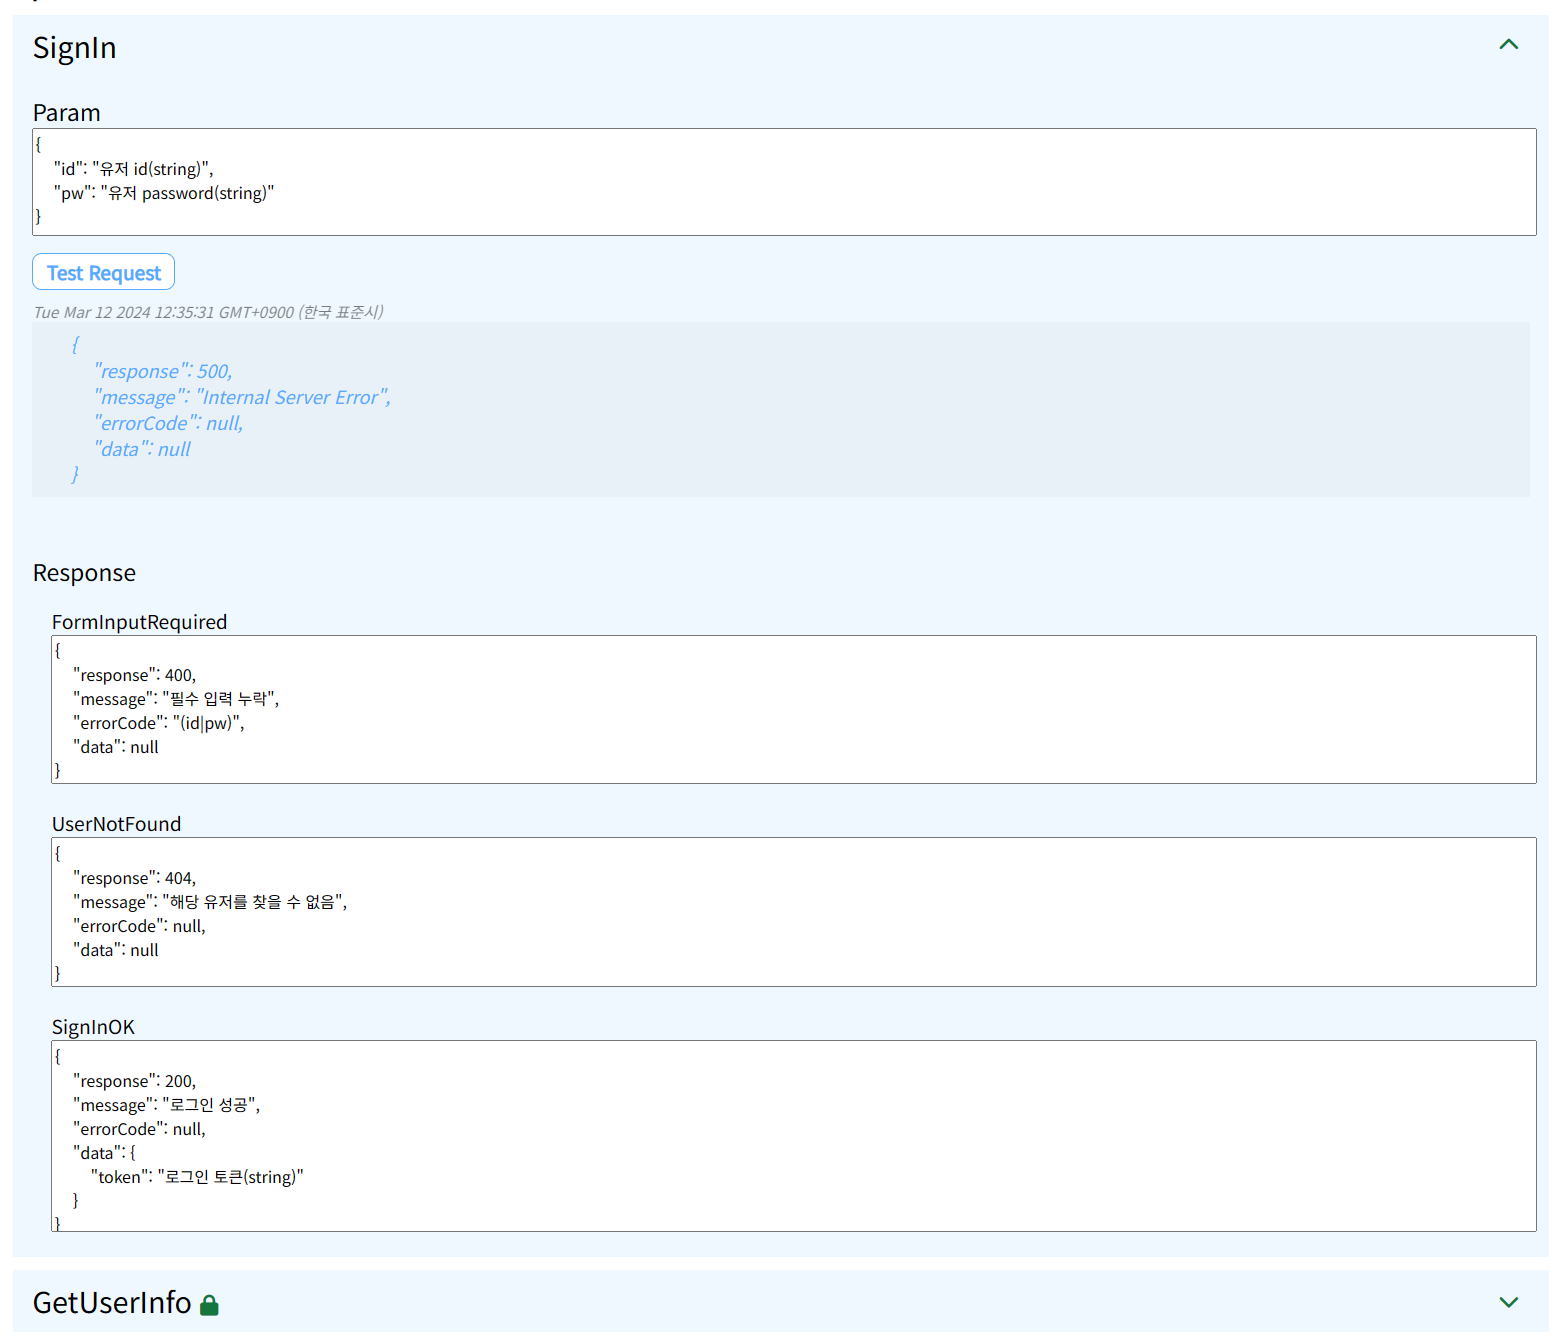 SignIn
Param
{
"id": "유저 id(string)",
"pw": "유저 password(string)"
}
Test Request
Tue Mar 12 2024 12:35:31 GMT+0900 (한국 표준시)
{
"response": 500,
"message": "Internal Server Error",
"errorCode": null,
"data": null
}
Response
FormInputRequired
{
"response": 400,
"message": "필수 입력 누락",
"errorCode": "(id|pw)",
"data": null
}
UserNotFound
{
"response": 404,
"message": "해당 유저를 찾을 수 없음",
"errorCode": null,
"data": null
}
SignInOK
{
"response": 200,
"message": "로그인 성공",
"errorCode": null,
"data": {
"token": "로그인 토큰(string)"
}
}
GetUserInfo